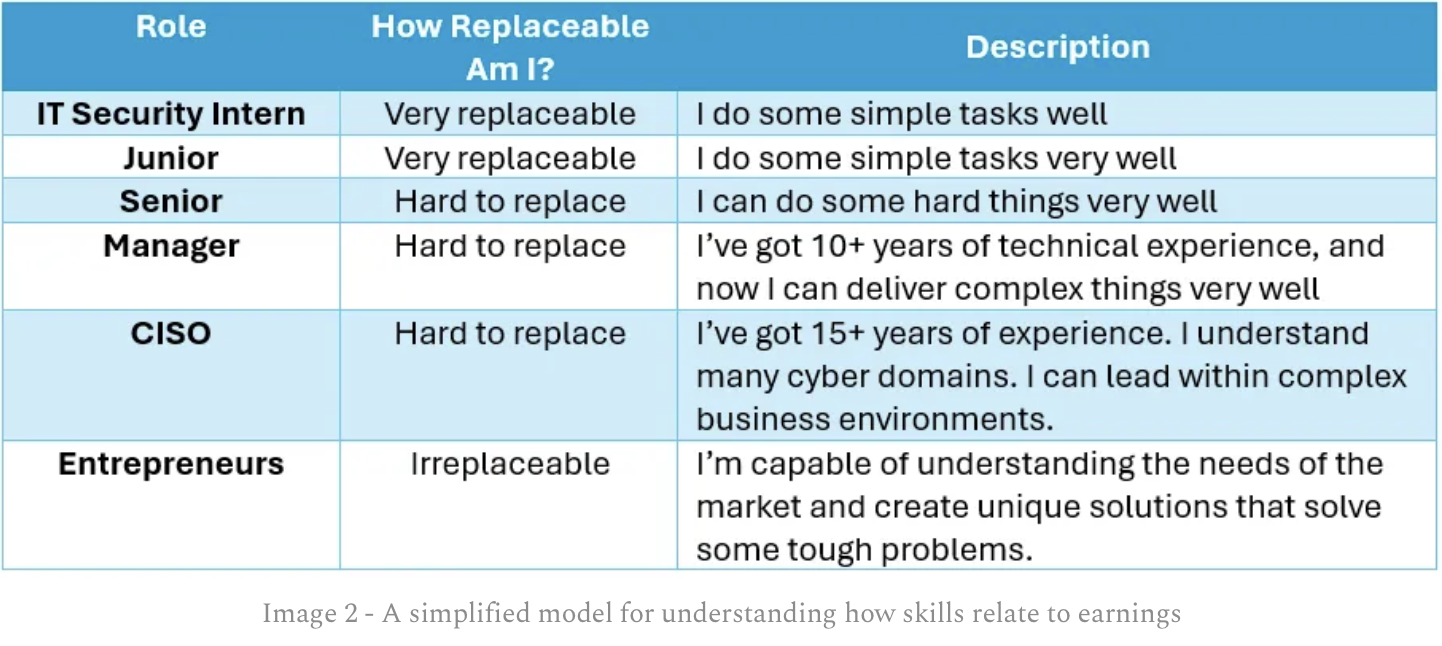 Role
How Replaceable
Am I?
Description
IT Security Intern
Very replaceable
I do some simple tasks well
Junior
Very replaceable
I do some simple tasks very well
Senior
Hard to replace
I can do some hard things very well
Manager
Hard to replace
I’ve got 10+ years of technical experience, and
now I can deliver complex things very well
CISO
Hard to replace
I’ve got 15+ years of experience. I understand
many cyber domains. I can lead within complex
business environments.
Entrepreneurs
Irreplaceable
I’m capable of understanding the needs of the
market and create unique solutions that solve
some tough problems.
Image 2 - A simplified model for understanding how skills relate to earnings